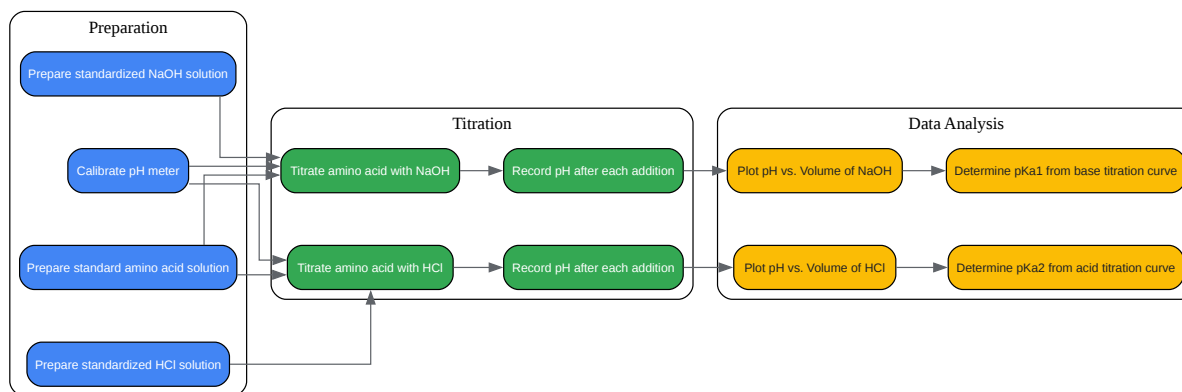 Preparation
Prepare standardized NaOH solution
Calibrate pH meter
Prepare standard amino acid solution
Prepare standardized HCl solution
Titration
Titrate amino acid with NaOH
Record pH after each addition
Titrate amino acid with HCl
Record pH after each addition
Data Analysis
Plot pH vs. Volume of NaOH
Determine pKa1 from base titration curve
Plot pH vs. Volume of HCl
Determine pKa2 from acid titration curve